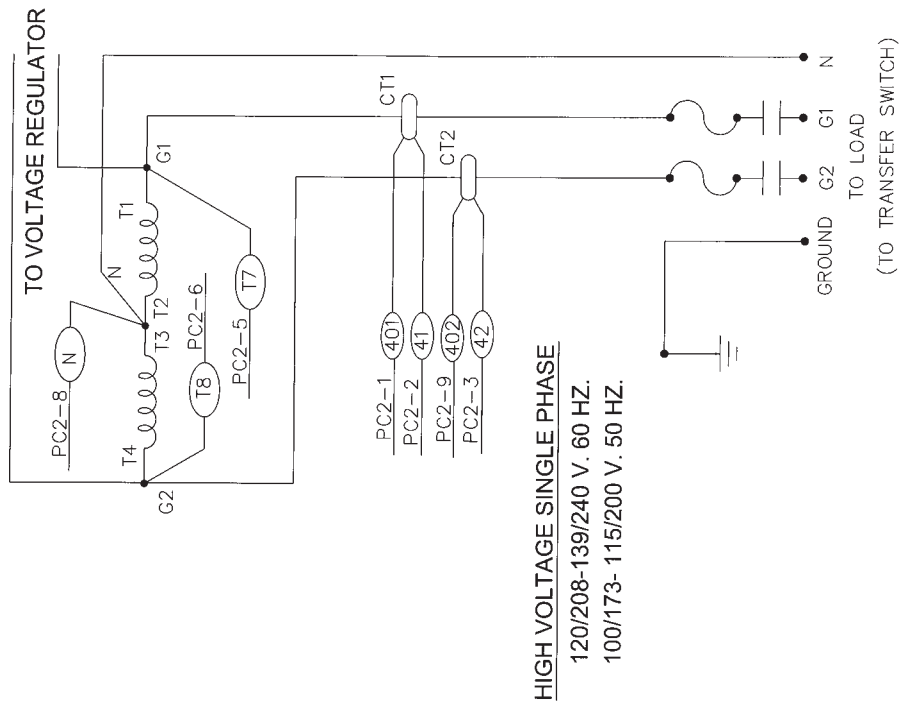 TO VOLTAGE REGULATOR
PC2-8
N
N
T4
T3
T2
T1
G2
G1
T8
PC2-6
PC2-5
T7
CT1
CT2
PC2-1
401
PC2-2
41
PC2-9
402
PC2-3
42
HIGH VOLTAGE SINGLE PHASE
120/208-139/240 V. 60 HZ.
100/173- 115/200 V. 50 HZ.
GROUND
G2
G1
N
TO LOAD
(TO TRANSFER SWITCH)